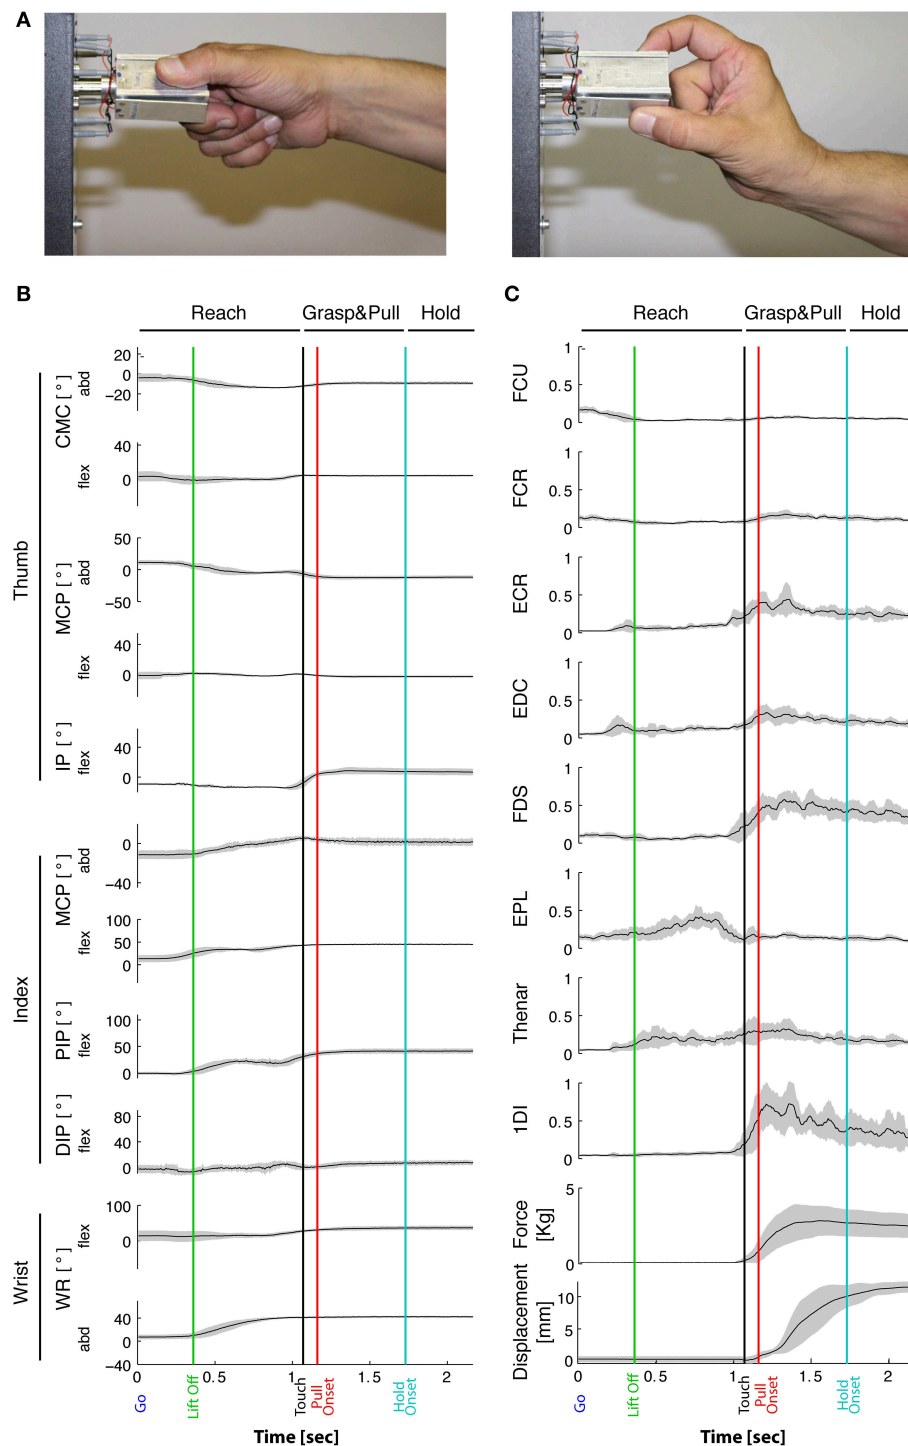 A
B
Reach
Grasp&Pull
Hold
Thumb
CMC [°]
abd
20
0
−20
flex
40
0
MCP [°]
abd
50
0
−50
flex
40
0
IP [°]
flex
40
0
Index
MCP [°]
abd
0
−40
flex
100
50
0
PIP [°]
flex
100
50
0
DIP [°]
flex
80
40
0
Wrist
WR [°]
flex
100
0
abd
40
0
−40
0
0.5
1
1.5
2
Go
Lift Off
Touch
Pull
Onset
Hold
Onset
Time [sec]
C
Reach
Grasp&Pull
Hold
FCU
1
0.5
0
FCR
1
0.5
0
ECR
1
0.5
0
EDC
1
0.5
0
FDS
1
0.5
0
EPL
1
0.5
0
Thenar
1
0.5
0
1DI
1
0.5
0
Force
[Kg]
5
0
Displacement
[mm]
10
5
0
0
0.5
1
1.5
2
Go
Lift Off
Touch
Pull
Onset
Hold
Onset
Time [sec]